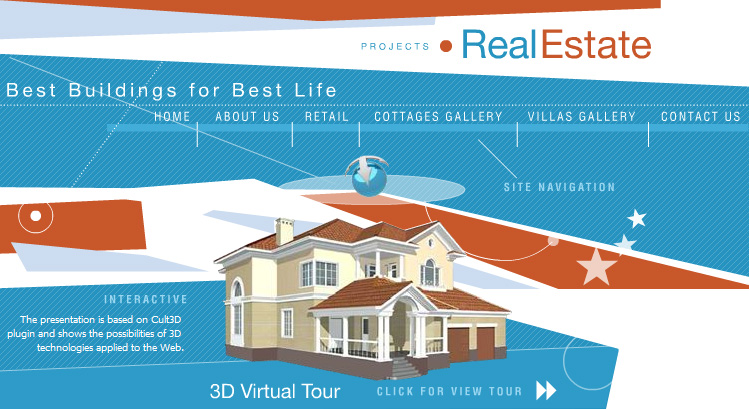 PROJECTS RealEstate
Best Buildings for Best Life
HOME ABOUT US RETAIL COTTAGES GALLERY VILLAS GALLERY CONTACT US
SITE NAVIGATION
INTERACTIVE
The presentation is based on Cult3D
plugin and shows the possibilities of 3D
technologies applied to the Web.
3D Virtual Tour CLICK FOR VIEW TOUR